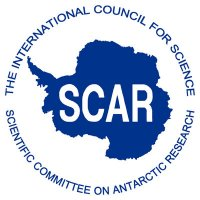 THE INTERNATIONAL COUNCIL FOR SCIENCE
SCAR
SCIENTIFIC COMMITTEE ON ANTARCTIC RESEARCH